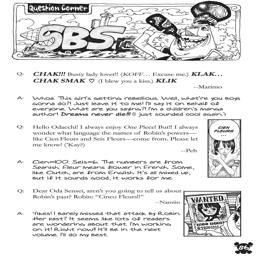 Question Corner
SBS
Q: CHAK!!! Busty lady love!! (KOFF... Excuse me.) KLAK...
CHAK SMAK ♡ (I blew you a kiss.) KLIK
--Marimo
A: Whoa. This girl's getting rebellious. Well, what're you boys
gonna do?! Just leave it to me! I'll say it on behalf of
everyone. What are you saying?! I'm a children's manga
author! Dreams never die!! (I just sounded cool again.)
Q: Hello Odacchi! I always enjoy One Piece! But! I always
wonder what language the names of Robin's powers--
like Cien Fleurs and Seis Fleurs--come from. Please let
me know! ('Kay?)
--Peh
A: Cien=100. Seis=6. The numbers are from
Spanish. Fleur means flower in French. Some,
like Clutch, are from English. It's all mixed up,
but if it sounds good, it works for me.
Q: Dear Oda Sensei, aren't you going to tell us about
Robin's past? Robin: "Cinco Fleurs!!"
A: Yikes! I barely missed that attack by Robin.
Her past? It seems like lots of readers
are wondering about that. I'm working
on it! Right now! It'll be in the next
volume. I'll do my best.
FLEURS
WANTED